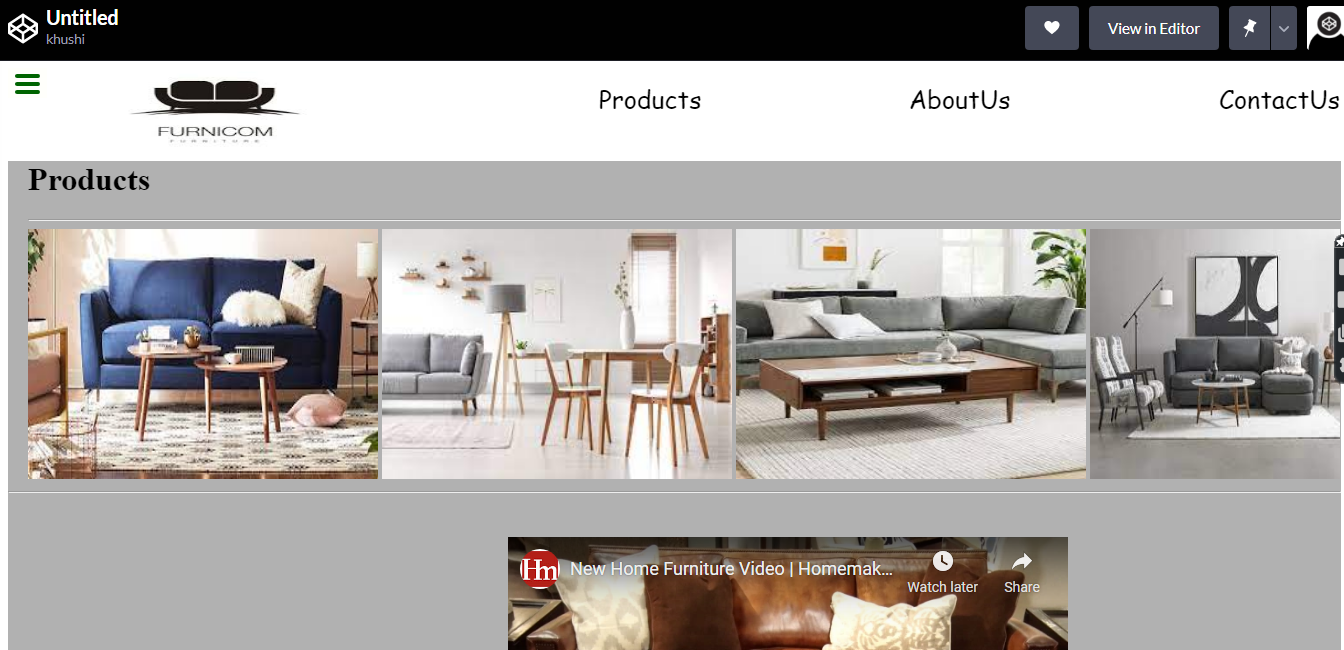 Untitled
khushi
View in Editor
Products
AboutUs
ContactUs
FURNICOM
FURNITURE
Products
Hm
New Home Furniture Video | Homemak...
Watch later
Share